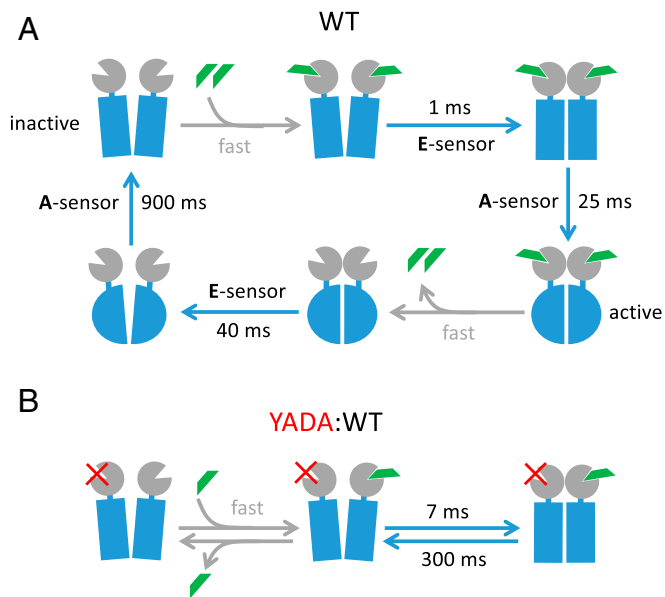 A
WT
inactive
fast
1 ms
E-sensor
A-sensor
900 ms
A-sensor
25 ms
E-sensor
40 ms
fast
active
B
YADA:WT
fast
7 ms
300 ms